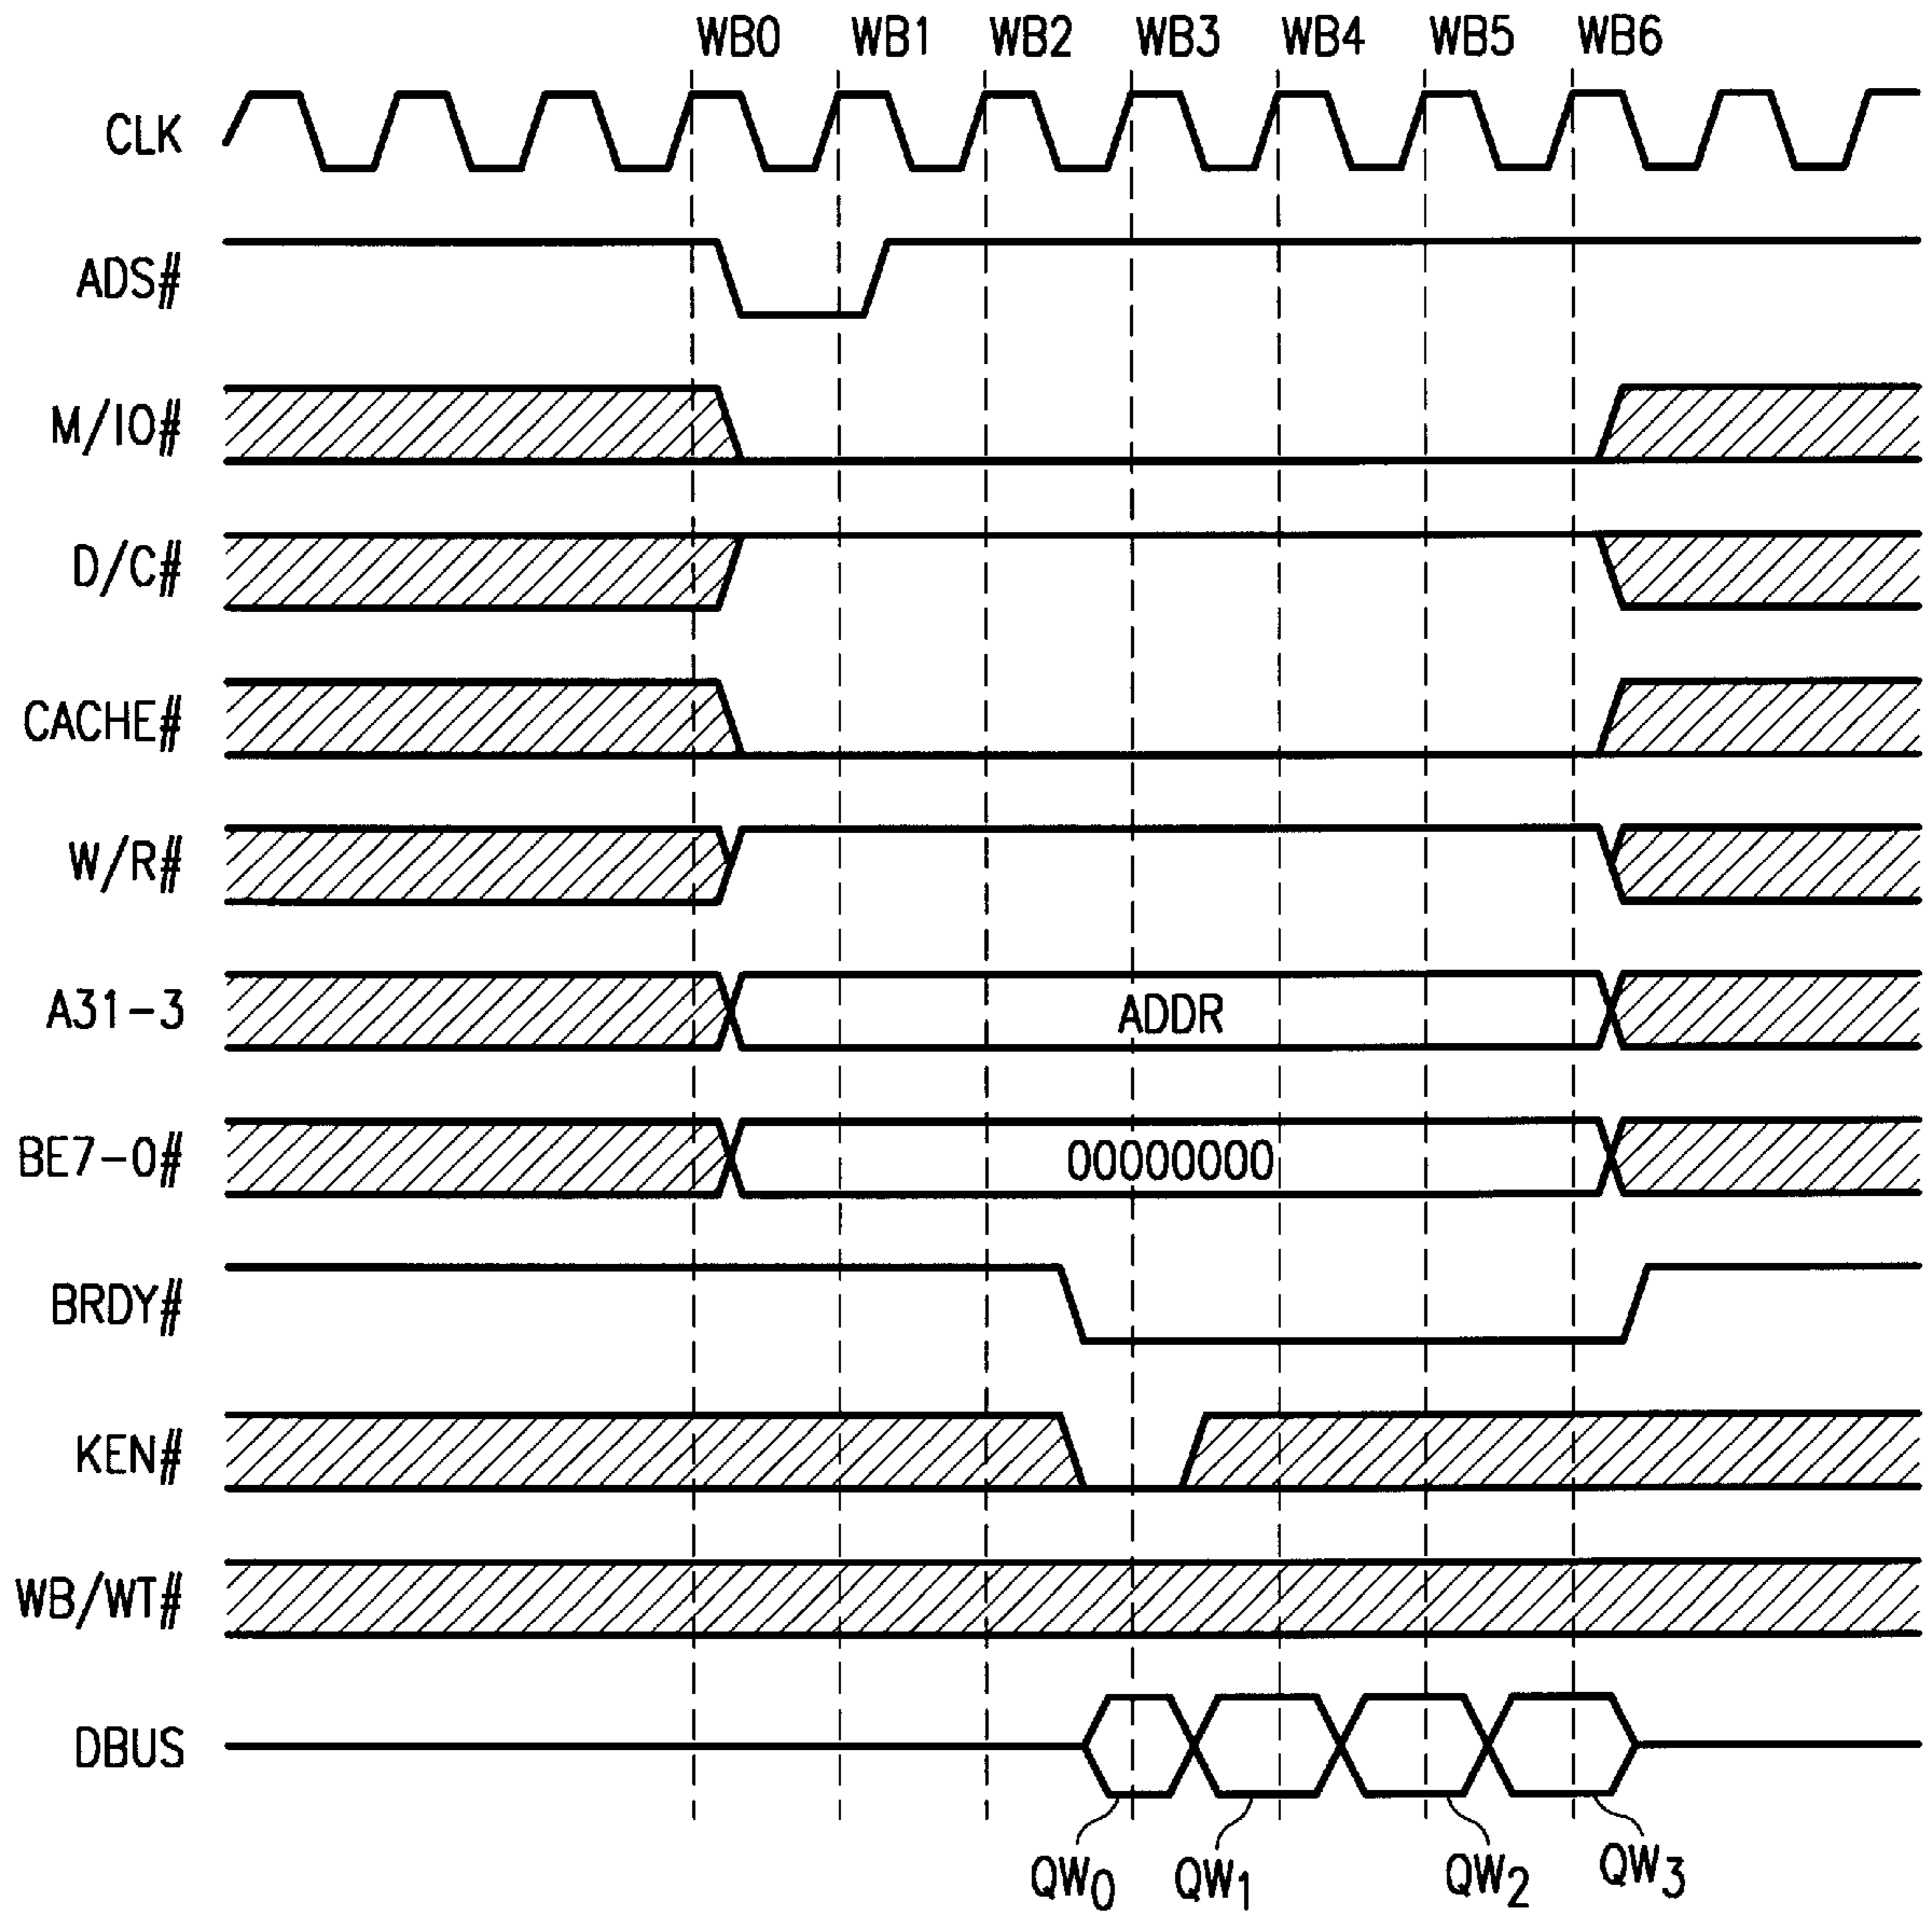 WB0 WB1 WB2 WB3 WB4 WB5 WB6
CLK
ADS#
M/IO#
D/C#
CACHE#
W/R#
A31-3
ADDR
BE7-0#
00000000
BRDY#
KEN#
WB/WT#
DBUS
QW0 QW1 QW2 QW3